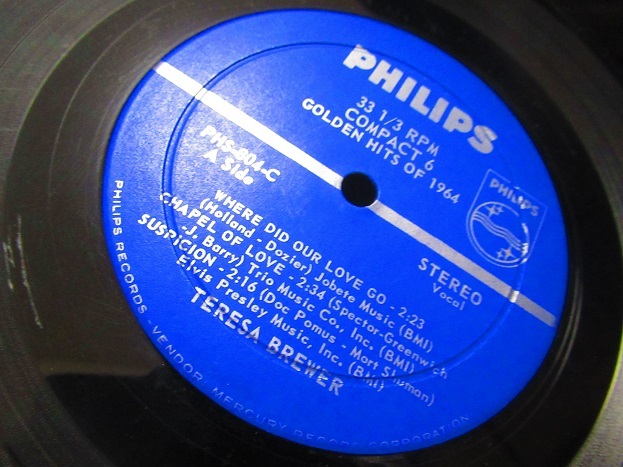 PHILIPS
33 1/3 RPM
COMPACT 6
GOLDEN HITS OF 1964
PHS-804-C
A Side
PHILIPS
STEREO
Vocal
WHERE DID OUR LOVE GO - 2:23
(Holland - Dozier) Jobete Music (BMI)
CHAPEL OF LOVE - 2:34 (Spector-Greenwich
-J. Barry) Trio Music Co., Inc. (BMI)
SUSPICION - 2:16 (Doc Pomus - Mort Shuman)
Elvis Presley Music, Inc. (BMI)
TERESA BREWER
PHILIPS RECORDS - VENDOR, MERCURY RECORD CORPORATION